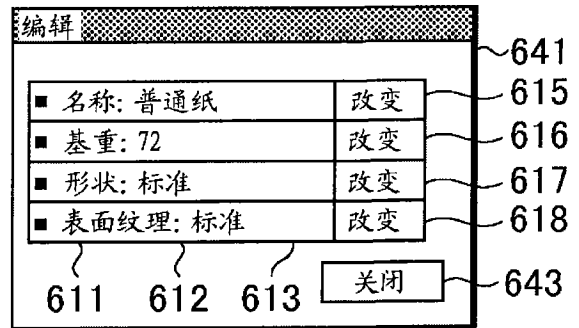 编辑
641
■ 名称: 普通纸 改变 615
■ 基重: 72 改变 616
■ 形状: 标准 改变 617
■ 表面纹理: 标准 改变 618
611 612 613 关闭 643